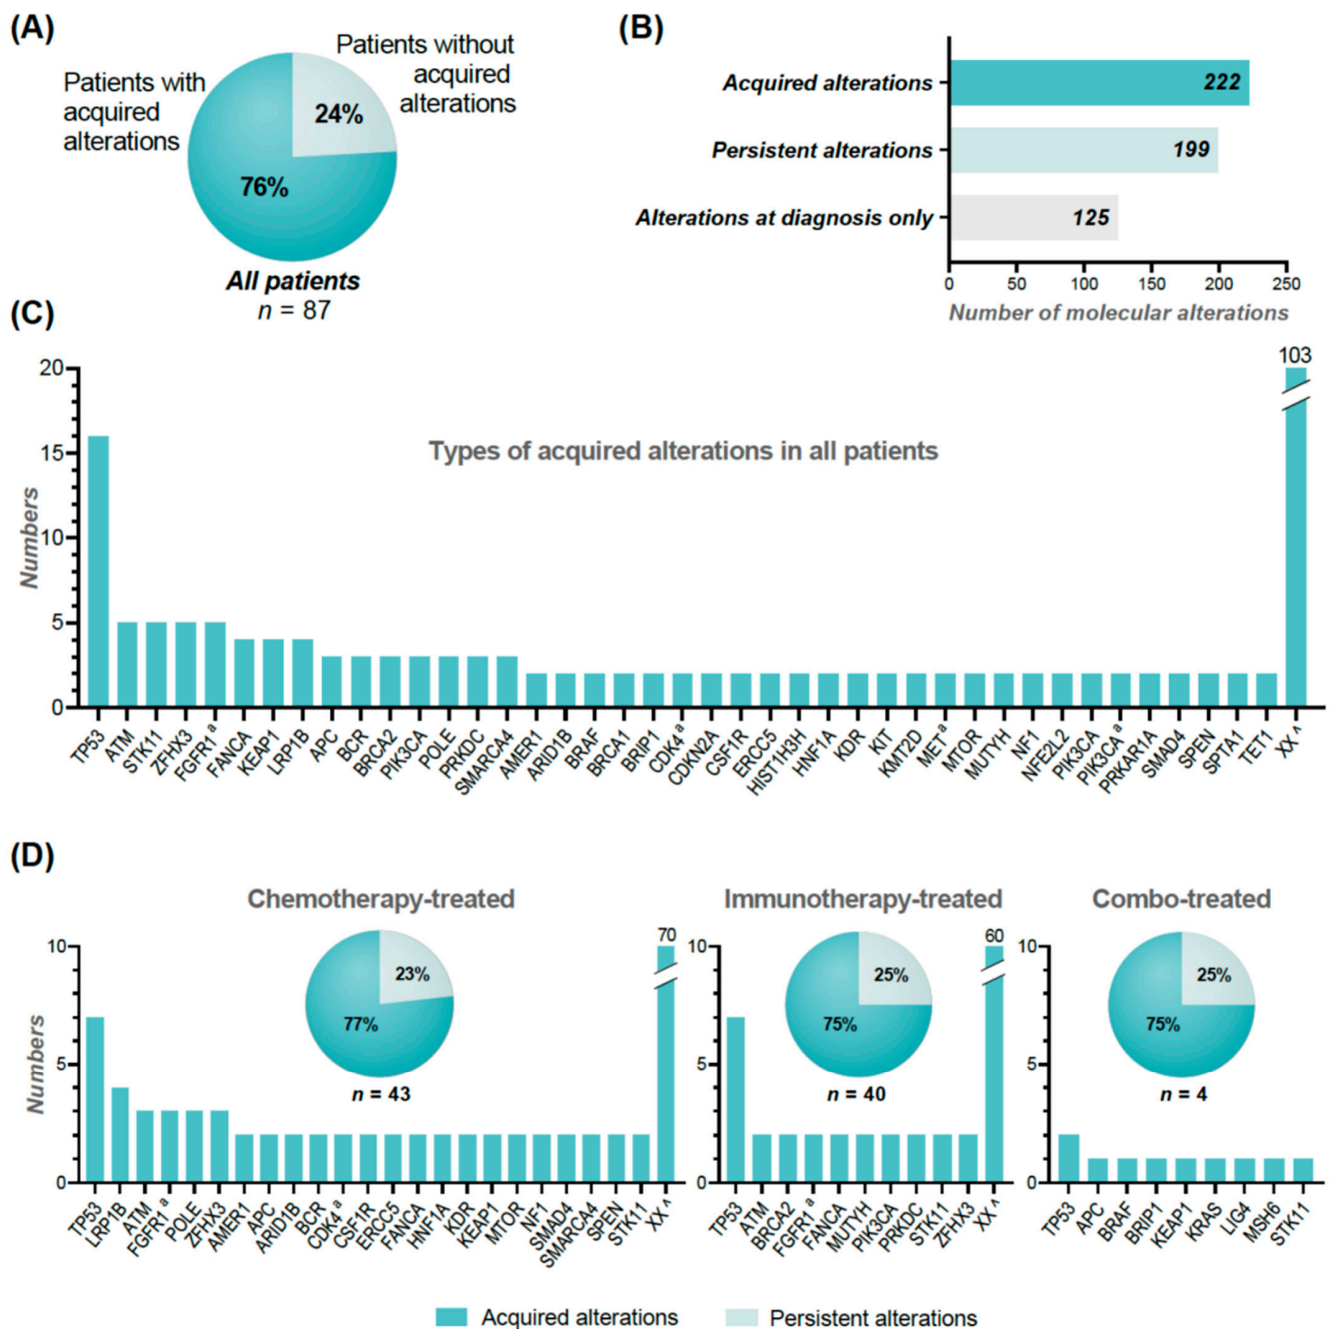 (A)
Patients with
acquired
alterations
Patients without
acquired
alterations
24%
76%
All patients
n = 87
(B)
Acquired alterations
222
Persistent alterations
199
Alterations at diagnosis only
125
0 50 100 150 200 250
Number of molecular alterations
(C)
Types of acquired alterations in all patients
Numbers
20
15
10
5
0
103
TP53 ATM STK11 ZFHX3 FGFR1ᵃ FANCA KEAP1 LRP1B APC BCR BRCA2 PIK3CA POLE PRKDC SMARCA4 AMER1 ARID1B BRAF BRCA1 BRIP1 CDK4ᵃ CDKN2A CSF1R ERCC5 HIST1H3H HNF1A KDR KIT KMT2D METᵃ MTOR MUTYH NF1 NFE2L2 PIK3CA PIK3CAᵃ PRKAR1A SMAD4 SPEN SPTA1 TET1 XX^
(D)
Chemotherapy-treated
Numbers
10
5
0
23%
77%
n = 43
70
TP53 LRP1B ATM FGFR1ᵃ POLE ZFHX3 AMER1 APC ARID1B BCR CDK4ᵃ CSF1R ERCC5 FANCA HNF1A KDR KEAP1 MTOR NF1 SMAD4 SMARCA4 SPEN STK11 XX^
Immunotherapy-treated
10
5
0
25%
75%
n = 40
60
TP53 ATM BRCA2 FGFR1ᵃ FANCA MUTYH PIK3CA PRKDC STK11 ZFHX3 XX^
Combo-treated
10
5
0
25%
75%
n = 4
TP53 APC BRAF BRIP1 KEAP1 KRAS LIG4 MSH6 STK11
Acquired alterations
Persistent alterations